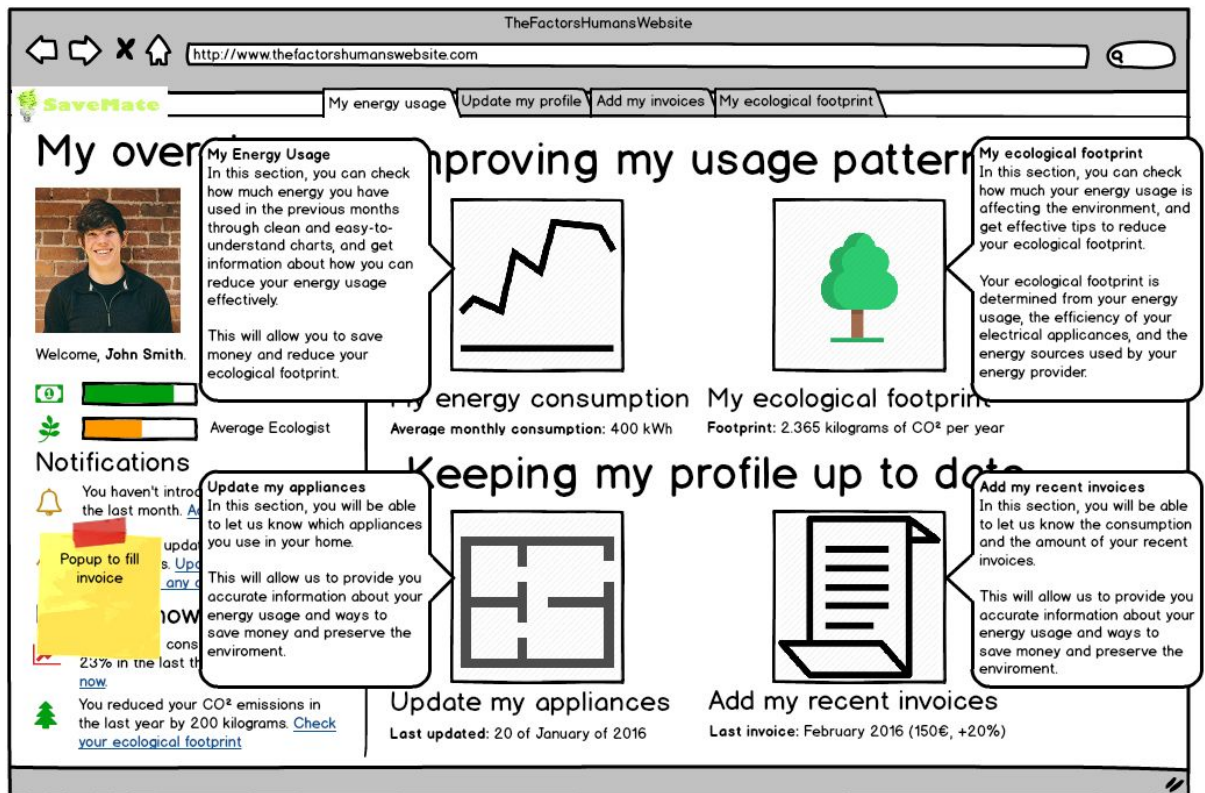 TheFactorsHumansWebsite
http://www.thefactorshumanswebsite.com
SaveMate
My energy usage
Update my profile
Add my invoices
My ecological footprint
My
Welcome, John Smith.
Average Ecologist
Notifications
You haven't
the last month.
Popup to fill
invoice
23% in the last
now.
You reduced your CO² emissions in
the last year by 200 kilograms. Check
your ecological footprint
My Energy Usage
In this section, you can check
how much energy you have
used in the previous months
through clean and easy-to-
understand charts, and get
information about how you can
reduce your energy usage
effectively.
This will allow you to save
money and reduce your
ecological footprint.
my usage
My ecological footprint
In this section, you can check
how much your energy usage is
affecting the environment, and
get effective tips to reduce
your ecological footprint.
Your ecological footprint is
determined from your energy
usage, the efficiency of your
electrical applicances, and the
energy sources used by your
energy provider.
My energy consumption
Average monthly consumption: 400 kWh
My ecological footprint
Footprint: 2.365 kilograms of CO² per year
Keeping my profile up to
Update my appliances
In this section, you will be able
to let us know which appliances
you use in your home.
This will allow us to provide you
accurate information about your
energy usage and ways to
save money and preserve the
enviroment.
Add my recent invoices
In this section, you will be able
to let us know the consumption
and the amount of your recent
invoices.
This will allow us to provide you
accurate information about your
energy usage and ways to
save money and preserve the
enviroment.
Update my appliances
Last updated: 20 of January of 2016
Add my recent invoices
Last invoice: February 2016 (150€, +20%)